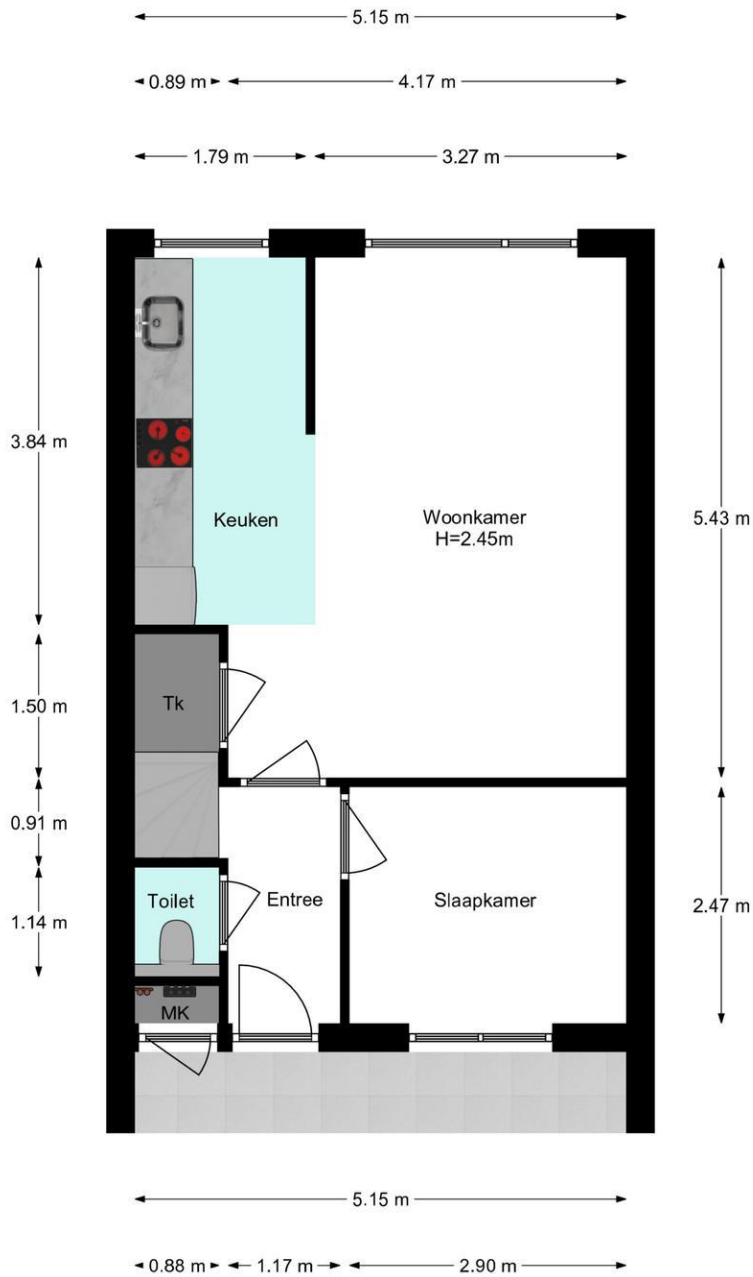 5.15 m
0.89 m
4.17 m
1.79 m
3.27 m
3.84 m
Keuken
Woonkamer
H=2.45m
5.43 m
1.50 m
Tk
0.91 m
1.14 m
Toilet
Entree
Slaapkamer
2.47 m
MK
5.15 m
0.88 m
1.17 m
2.90 m